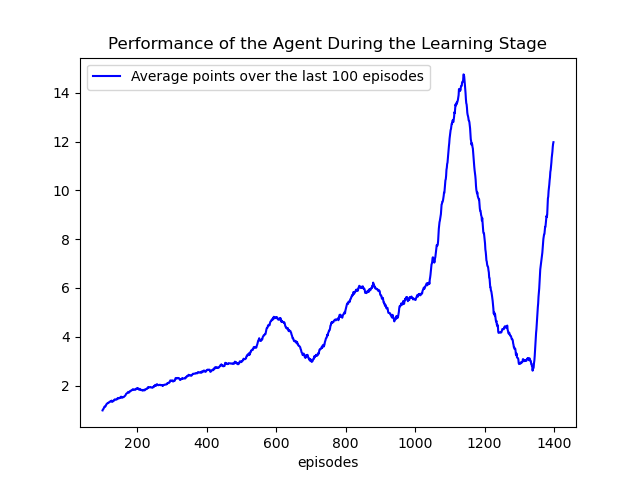 Performance of the Agent During the Learning Stage
Average points over the last 100 episodes
14
12
10
8
6
4
2
200 400 600 800 1000 1200 1400
episodes